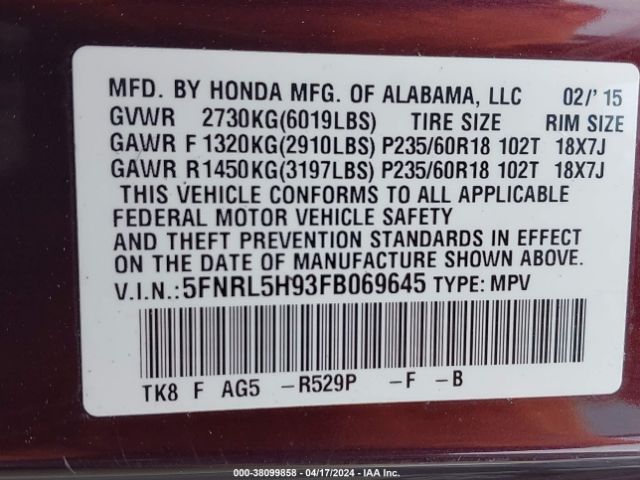 MFD. BY HONDA MFG. OF ALABAMA, LLC 02/' 15
GVWR 2730KG(6019LBS) TIRE SIZE RIM SIZE
GAWR F 1320KG(2910LBS) P235/60R18 102T 18X7J
GAWR R 1450KG(3197LBS) P235/60R18 102T 18X7J
THIS VEHICLE CONFORMS TO ALL APPLICABLE
FEDERAL MOTOR VEHICLE SAFETY
AND THEFT PREVENTION STANDARDS IN EFFECT
ON THE DATE OF MANUFACTURE SHOWN ABOVE.
V.I.N.:5FNRL5H93FB069645 TYPE: MPV
TK8 F AG5 -R529P -F -B
000-38099858 - 04/17/2024 - IAA Inc.